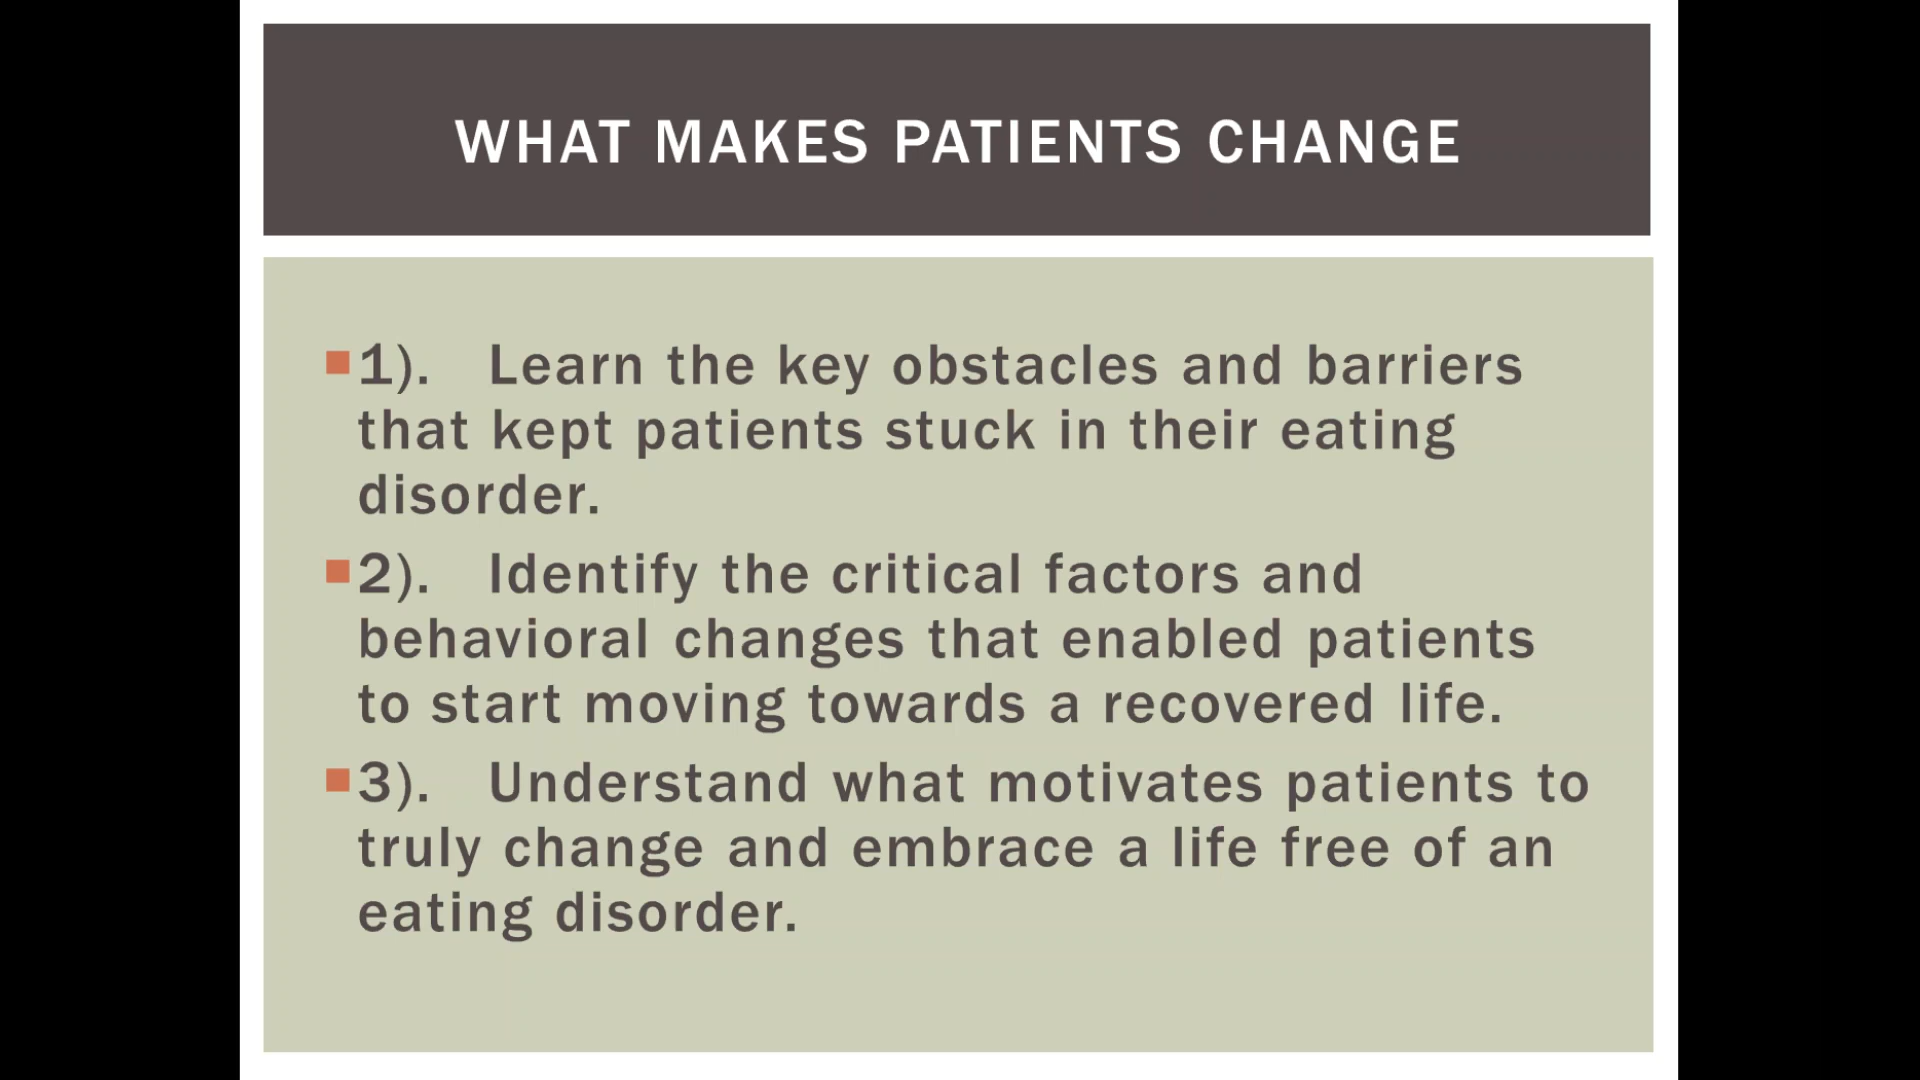 WHAT MAKES PATIENTS CHANGE
1). Learn the key obstacles and barriers
that kept patients stuck in their eating
disorder.
2). Identify the critical factors and
behavioral changes that enabled patients
to start moving towards a recovered life.
3). Understand what motivates patients to
truly change and embrace a life free of an
eating disorder.